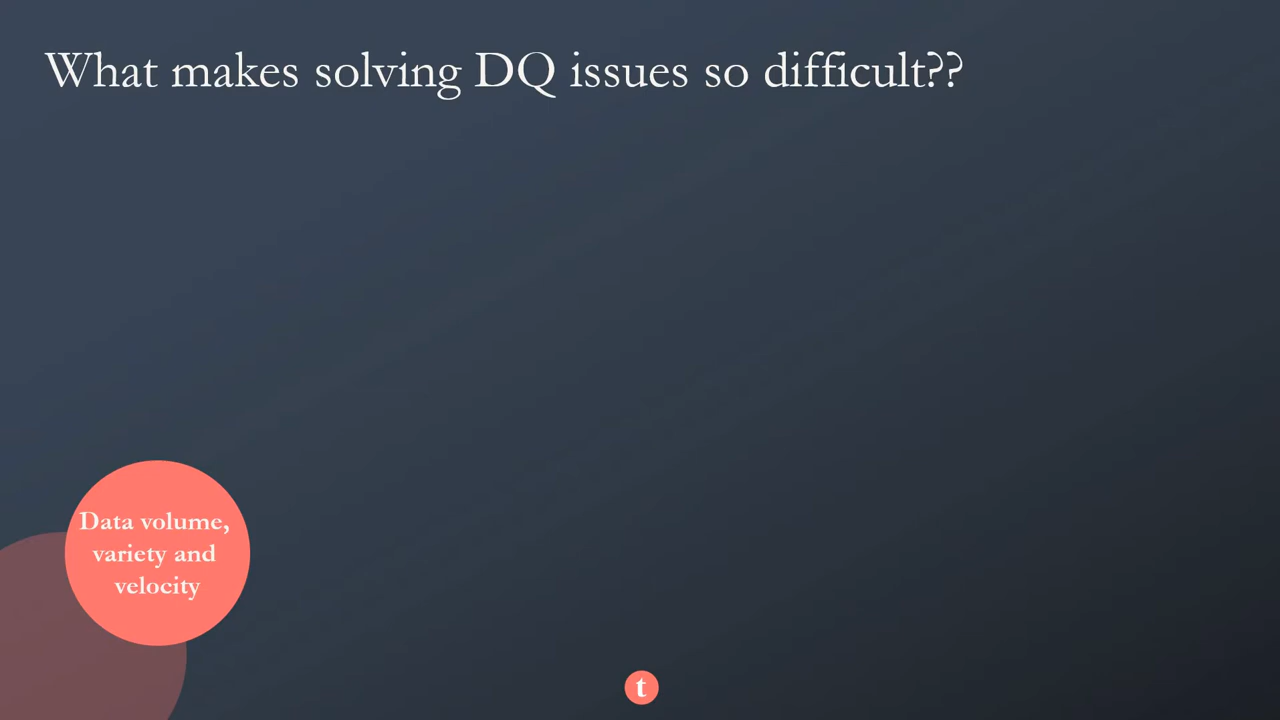 What makes solving DQ issues so difficult??
Data volume,
variety and
velocity
t